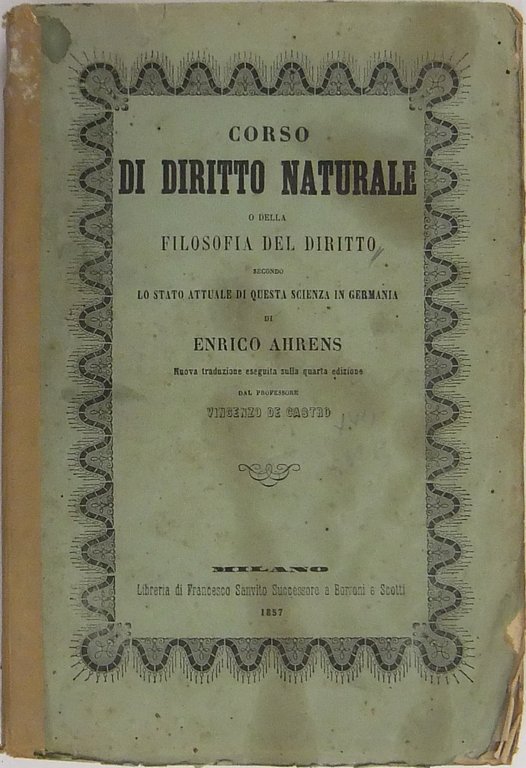 CORSO
DI DIRITTO NATURALE
O DELLA
FILOSOFIA DEL DIRITTO
SECONDO
LO STATO ATTUALE DI QUESTA SCIENZA IN GERMANIA
DI
ENRICO AHRENS
Nuova traduzione eseguita sulla quarta edizione
DAL PROFESSORE
VINCENZO DE CASTRO
MILANO
Libreria di Francesco Sanvito Successore a Borroni e Scotti
1857